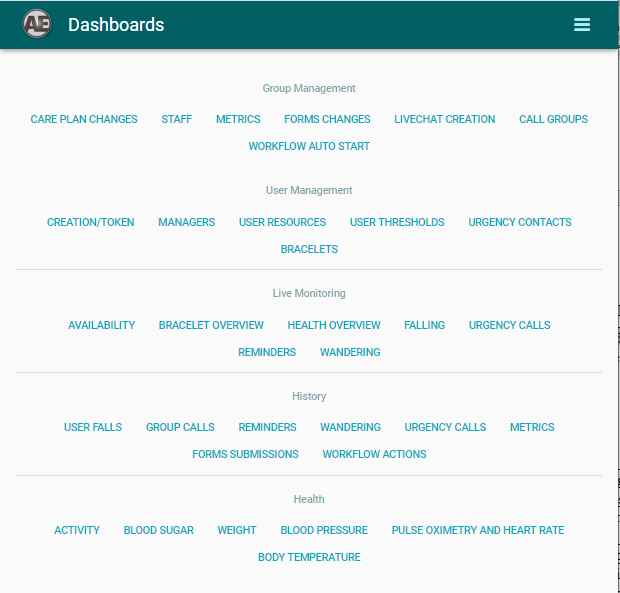 AE Dashboards
Group Management
CARE PLAN CHANGES STAFF METRICS FORMS CHANGES LIVECHAT CREATION CALL GROUPS
WORKFLOW AUTO START
User Management
CREATION/TOKEN MANAGERS USER RESOURCES USER THRESHOLDS URGENCY CONTACTS
BRACELETS
Live Monitoring
AVAILABILITY BRACELET OVERVIEW HEALTH OVERVIEW FALLING URGENCY CALLS
REMINDERS WANDERING
History
USER FALLS GROUP CALLS REMINDERS WANDERING URGENCY CALLS METRICS
FORMS SUBMISSIONS WORKFLOW ACTIONS
Health
ACTIVITY BLOOD SUGAR WEIGHT BLOOD PRESSURE PULSE OXIMETRY AND HEART RATE
BODY TEMPERATURE